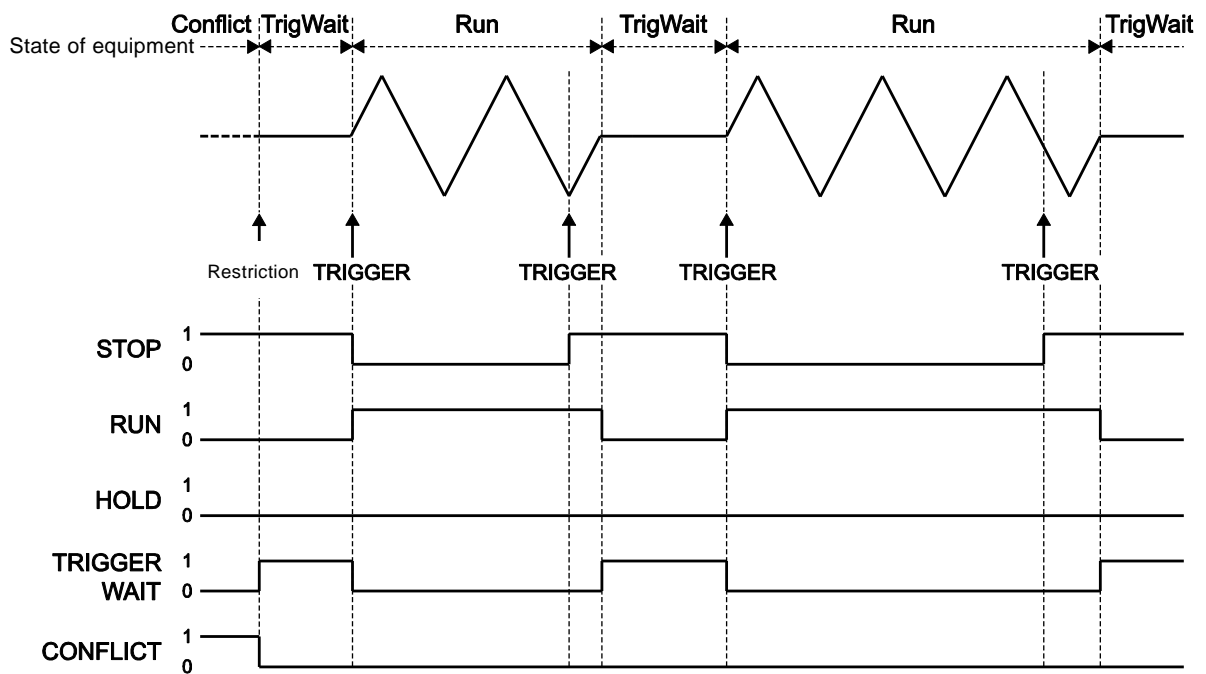 Conflict TrigWait Run TrigWait Run TrigWait
State of equipment
Restriction TRIGGER TRIGGER TRIGGER TRIGGER
STOP 1
0
RUN 1
0
HOLD 1
0
TRIGGER WAIT 1
0
CONFLICT 1
0